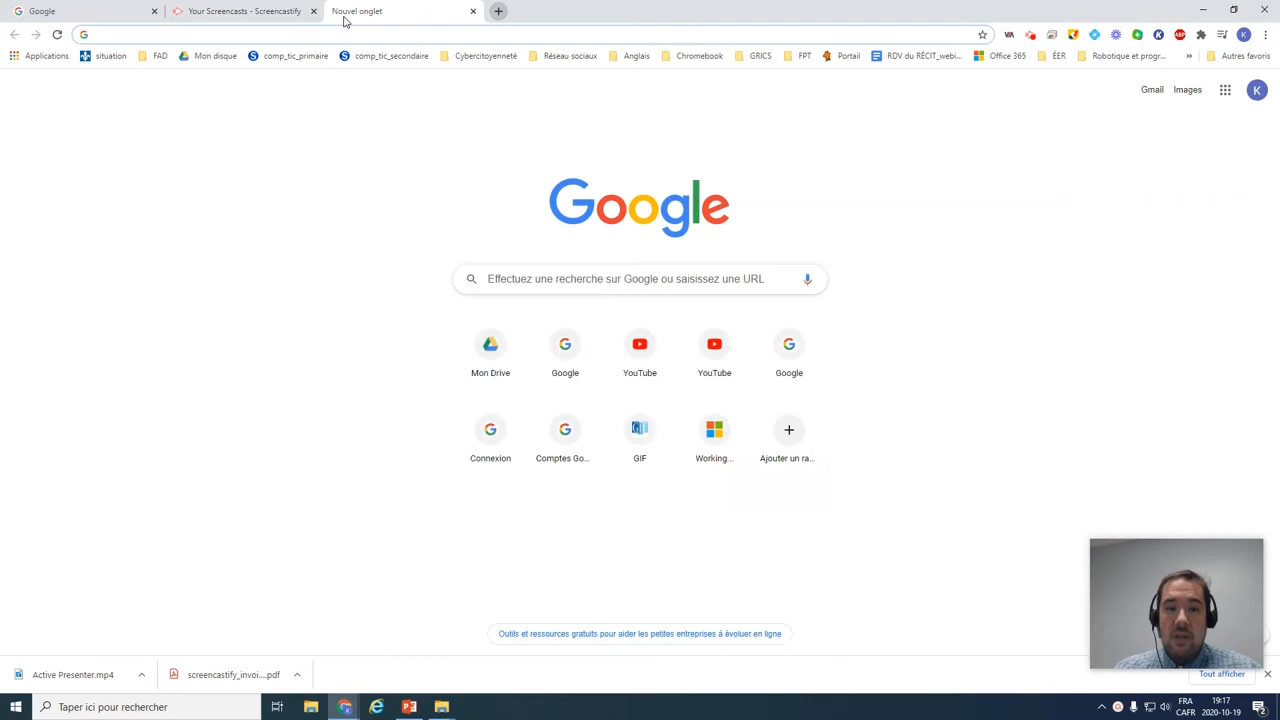 Google
Your Screencasts - Screencastify
Nouvel onglet
Applications
situation
FAD
Mon disque
comp_tic_primaire
comp_tic_secondaire
Cybercitoyenneté
Réseau sociaux
Anglais
Chromebook
GRICS
FPT
Portail
RDV du RÉCIT_webi...
Office 365
ÉER
Robotique et progr...
»
Autres favoris
Gmail
Images
K
Google
Effectuez une recherche sur Google ou saisissez une URL
Mon Drive
Google
YouTube
YouTube
Google
Connexion
Comptes Go...
GIF
Working...
Ajouter un ra...
Outils et ressources gratuits pour aider les petites entreprises à évoluer en ligne
Active Presenter.mp4
screencastify_invoi....pdf
Tout afficher
Taper ici pour rechercher
FRA
CAFR
19:17
2020-10-19
2